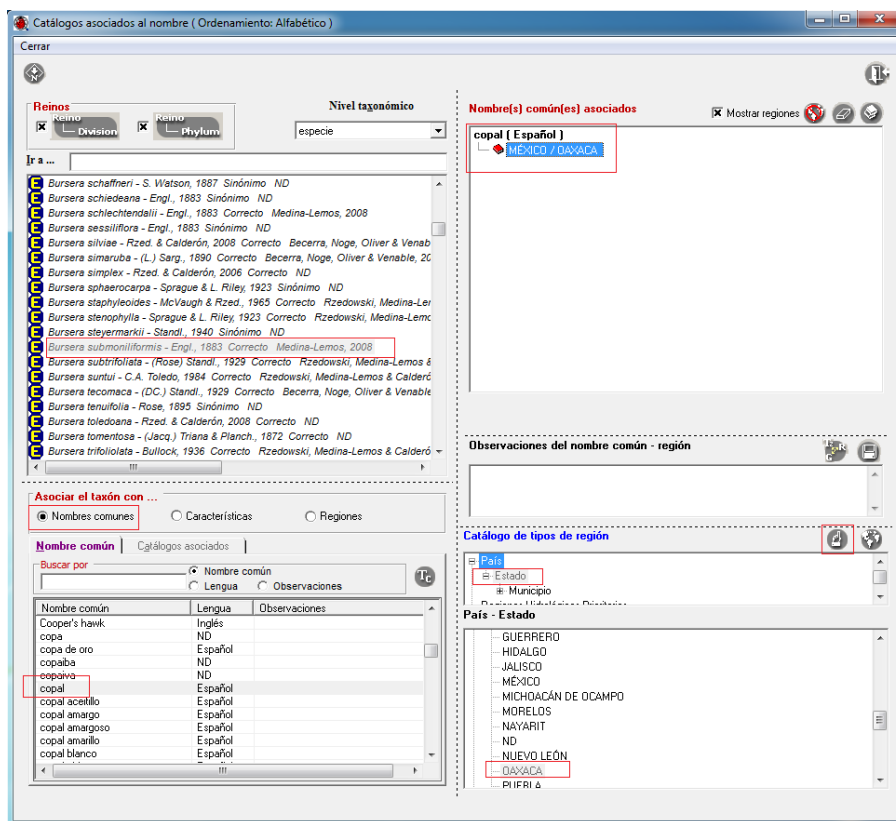 Catálogos asociados al nombre ( Ordenamiento: Alfabético )
Cerrar
Reinos
Reino
Division
Reino
Phylum
Nivel taxonómico
especie
Ir a ...
Bursera schaffneri - S. Watson, 1887 Sinónimo ND
Bursera schiedeana - Engl., 1883 Sinónimo ND
Bursera schlechtendalii - Engl., 1883 Correcto Medina-Lemos, 2008
Bursera sessiliflora - Engl., 1883 Sinónimo ND
Bursera silviae - Rzed. & Calderón, 2008 Correcto Becerra, Noge, Oliver & Venab
Bursera simaruba - (L.) Sarg., 1890 Correcto Becerra, Noge, Oliver & Venable, 20
Bursera simplex - Rzed. & Calderón, 2006 Correcto ND
Bursera sphaerocarpa - Sprague & L. Riley, 1923 Sinónimo ND
Bursera staphyleoides - McVaugh & Rzed., 1965 Correcto Rzedowski, Medina-Ler
Bursera stenophylla - Sprague & L. Riley, 1923 Correcto Rzedowski, Medina-Lemc
Bursera steyermarkii - Standl., 1940 Sinónimo ND
Bursera submoniliformis - Engl., 1883 Correcto Medina-Lemos, 2008
Bursera subtrifoliata - (Rose) Standl., 1929 Correcto Rzedowski, Medina-Lemos &
Bursera suntui - C.A. Toledo, 1984 Correcto Rzedowski, Medina-Lemos & Calderó
Bursera tecomaca - (DC.) Standl., 1929 Correcto Becerra, Noge, Oliver & Venable
Bursera tenuifolia - Rose, 1895 Sinónimo ND
Bursera toledoana - Rzed. & Calderón, 2008 Correcto ND
Bursera tomentosa - (Jacq.) Triana & Planch., 1872 Correcto ND
Bursera trifoliolata - Bullock, 1936 Correcto Rzedowski, Medina-Lemos & Calderó
Asociar el taxón con ...
Nombres comunes
Características
Regiones
Nombre común
Catálogos asociados
Buscar por
Nombre común
Lengua
Observaciones
Tc
Nombre común Lengua Observaciones
Cooper's hawk Inglés
copa ND
copa de oro Español
copaiba ND
copaiva ND
copal Español
copal aceitillo Español
copal amargo Español
copal amargoso Español
copal amarillo Español
copal blanco Español
Nombre(s) común(es) asociados
Mostrar regiones
copal ( Español )
MÉXICO / OAXACA
Observaciones del nombre común - región
Catálogo de tipos de región
País
Estado
Municipio
País - Estado
GUERRERO
HIDALGO
JALISCO
MÉXICO
MICHOACÁN DE OCAMPO
MORELOS
NAYARIT
ND
NUEVO LEÓN
OAXACA
PUEBLA